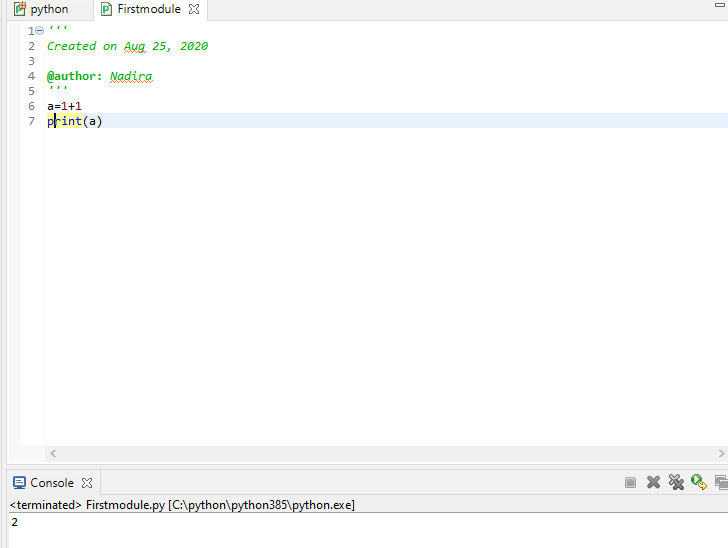 python Firstmodule
1 '''
2 Created on Aug 25, 2020
3
4 @author: Nadira
5 '''
6 a=1+1
7 print(a)
Console
<terminated> Firstmodule.py [C:\python\python385\python.exe]
2